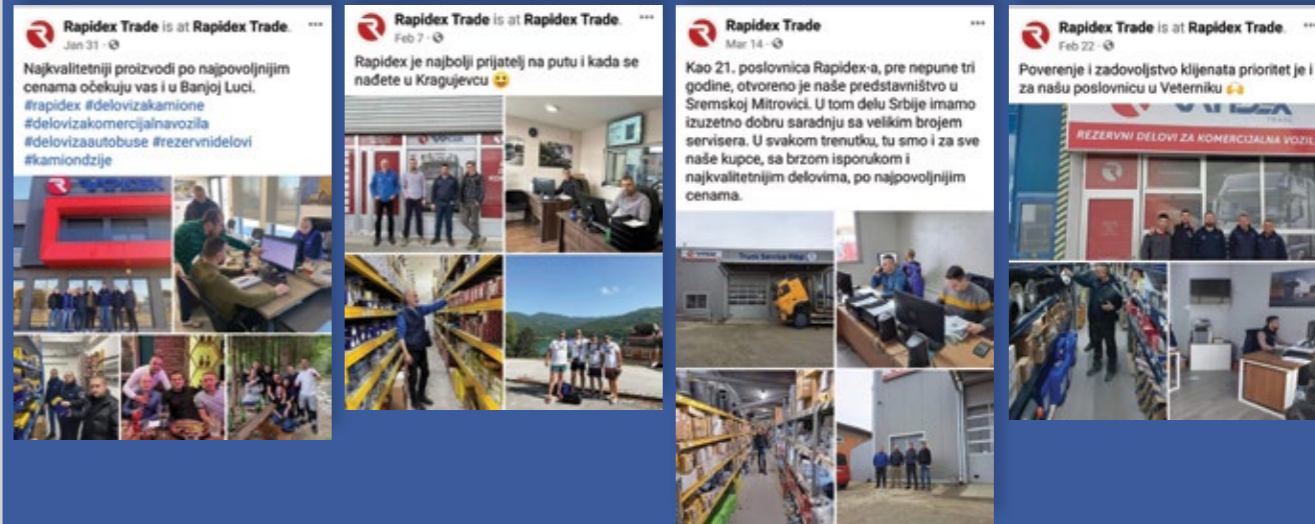 Rapidex Trade is at Rapidex Trade.
Jan 31
Najkvalitetniji proizvodi po najpovoljnijim
cenama očekuju vas i u Banjoj Luci.
#rapidex #delovizakamione
#delovizakomercijalnavozila
#delovizaautobuse #rezervnidelovi
#kamiondzije
Rapidex Trade is at Rapidex Trade.
Feb 7
Rapidex je najbolji prijatelj na putu i kada se
nađete u Kragujevcu 😀
Rapidex Trade
Mar 14
Kao 21. poslovnica Rapidex-a, pre nepune tri
godine, otvoreno je naše predstavništvo u
Sremskoj Mitrovici. U tom delu Srbije imamo
izuzetno dobru saradnju sa velikim brojem
servisera. U svakom trenutku, tu smo i za sve
naše kupce, sa brzom isporukom i
najkvalitetnijim delovima, po najpovoljnijim
cenama.
Truck Service
Rapidex Trade is at Rapidex Trade.
Feb 22
Poverenje i zadovoljstvo klijenata prioritet je i
za našu poslovnicu u Veterniku 🙌
REZERVNI DELOVI ZA KOMERCIJALNA VOZIL